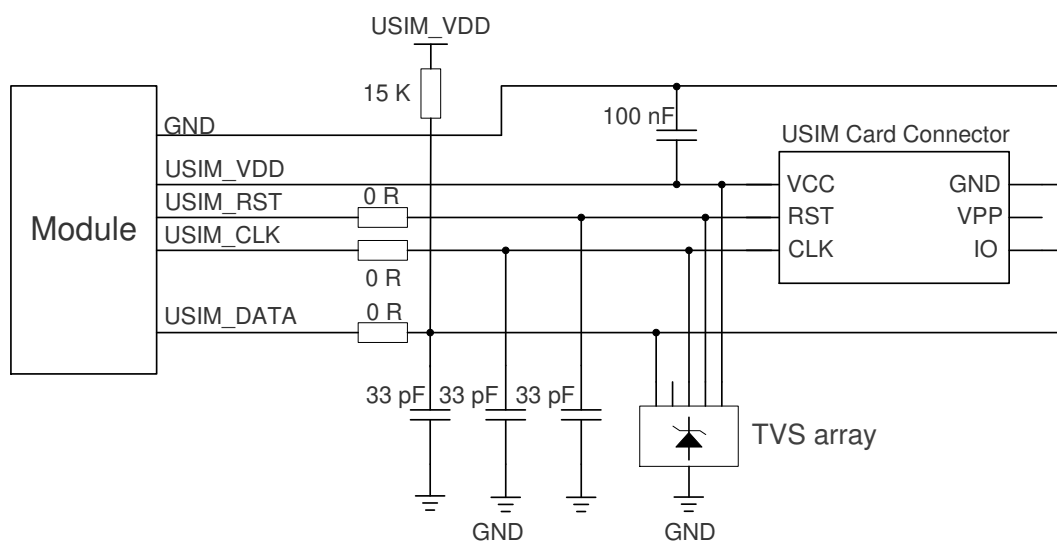 USIM_VDD
15 K
GND
100 nF
USIM Card Connector
USIM_VDD
VCC
GND
Module
USIM_RST
0 R
RST
VPP
USIM_CLK
0 R
CLK
IO
USIM_DATA
0 R
33 pF
33 pF
33 pF
TVS array
GND
GND